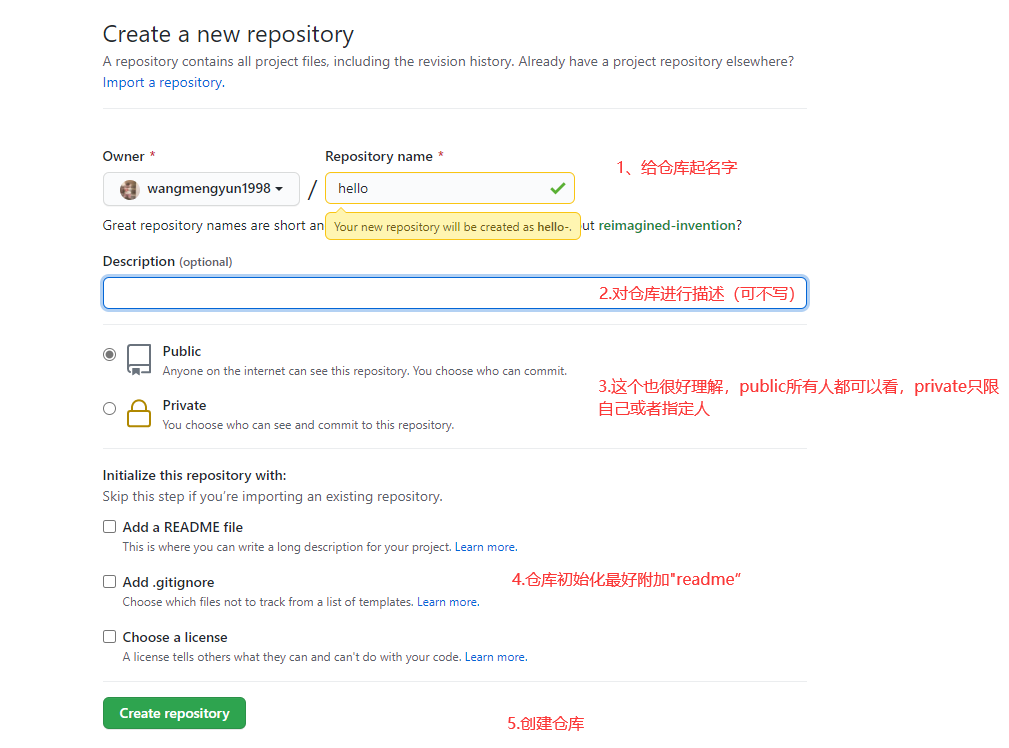 Create a new repository
A repository contains all project files, including the revision history. Already have a project repository elsewhere?
Import a repository.
Owner *
Repository name *
1、给仓库起名字
wangmengyun1998
/
hello
Great repository names are short an
Your new repository will be created as hello-.
ut reimagined-invention?
Description (optional)
2.对仓库进行描述（可不写）
Public
Anyone on the internet can see this repository. You choose who can commit.
3.这个也很好理解，public所有人都可以看，private只限
自己或者指定人
Private
You choose who can see and commit to this repository.
Initialize this repository with:
Skip this step if you're importing an existing repository.
Add a README file
This is where you can write a long description for your project. Learn more.
Add .gitignore
4.仓库初始化最好附加"readme”
Choose which files not to track from a list of templates. Learn more.
Choose a license
A license tells others what they can and can't do with your code. Learn more.
Create repository
5.创建仓库